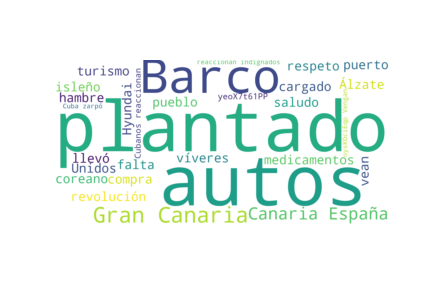 reaccionan indignados
turismo
Barco
respeto puerto
isleño
cargado
Álzate
hambre
pueblo
yeoX7t61PP
saludo
Cuba zarpó
Hyundai
Cubanos reaccionan
plantado
llevó
víveres
medicamentos
Unidos
falta
autos
vean
coreano
compra
revolución
Gran Canaria
Canaria España